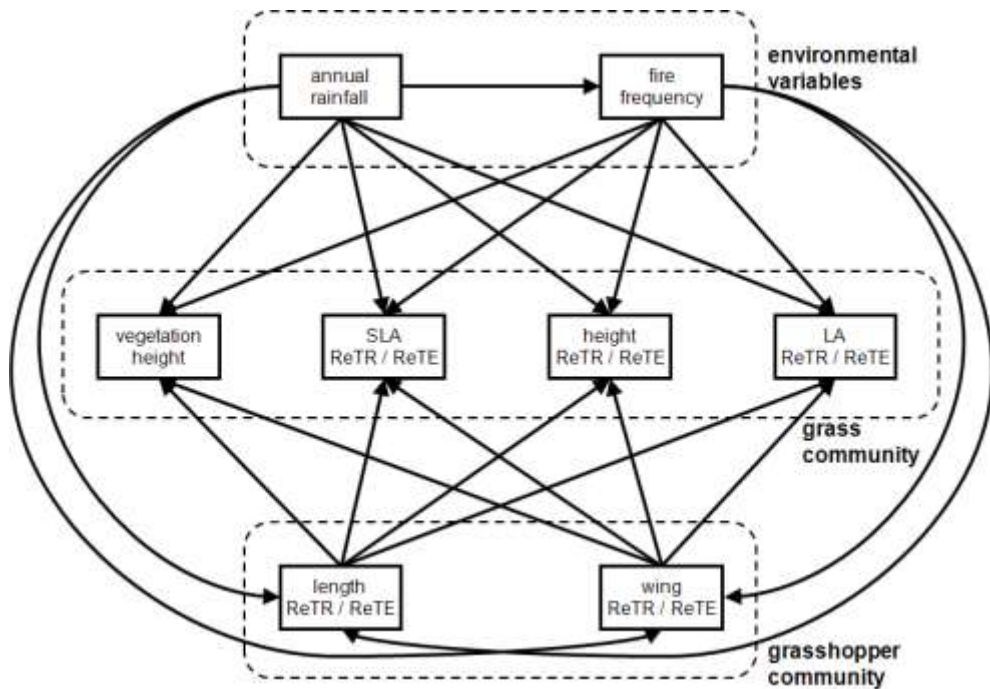 annual
rainfall
fire
frequency
environmental
variables
vegetation
height
SLA
ReTR / ReTE
height
ReTR / ReTE
LA
ReTR / ReTE
grass
community
length
ReTR / ReTE
wing
ReTR / ReTE
grasshopper
community